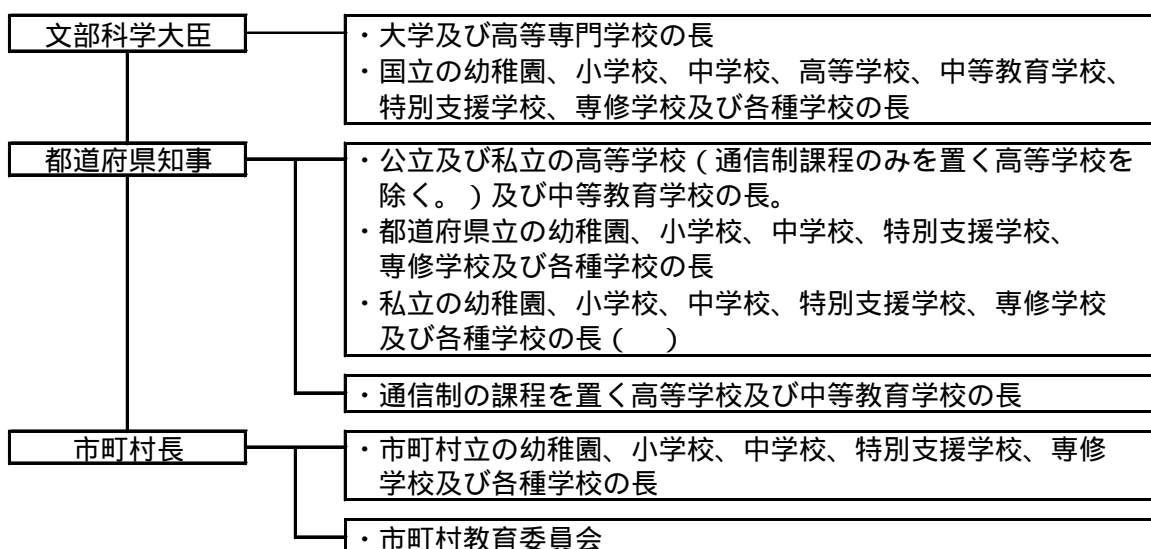 文部科学大臣
・大学及び高等専門学校の長
・国立の幼稚園、小学校、中学校、高等学校、中等教育学校、
特別支援学校、専修学校及び各種学校の長
都道府県知事
・公立及び私立の高等学校(通信制課程のみを置く高等学校を
除く。)及び中等教育学校の長。
・都道府県立の幼稚園、小学校、中学校、特別支援学校、
専修学校及び各種学校の長
・私立の幼稚園、小学校、中学校、特別支援学校、専修学校
及び各種学校の長( )
・通信制の課程を置く高等学校及び中等教育学校の長
市町村長
・市町村立の幼稚園、小学校、中学校、特別支援学校、専修
学校及び各種学校の長
・市町村教育委員会